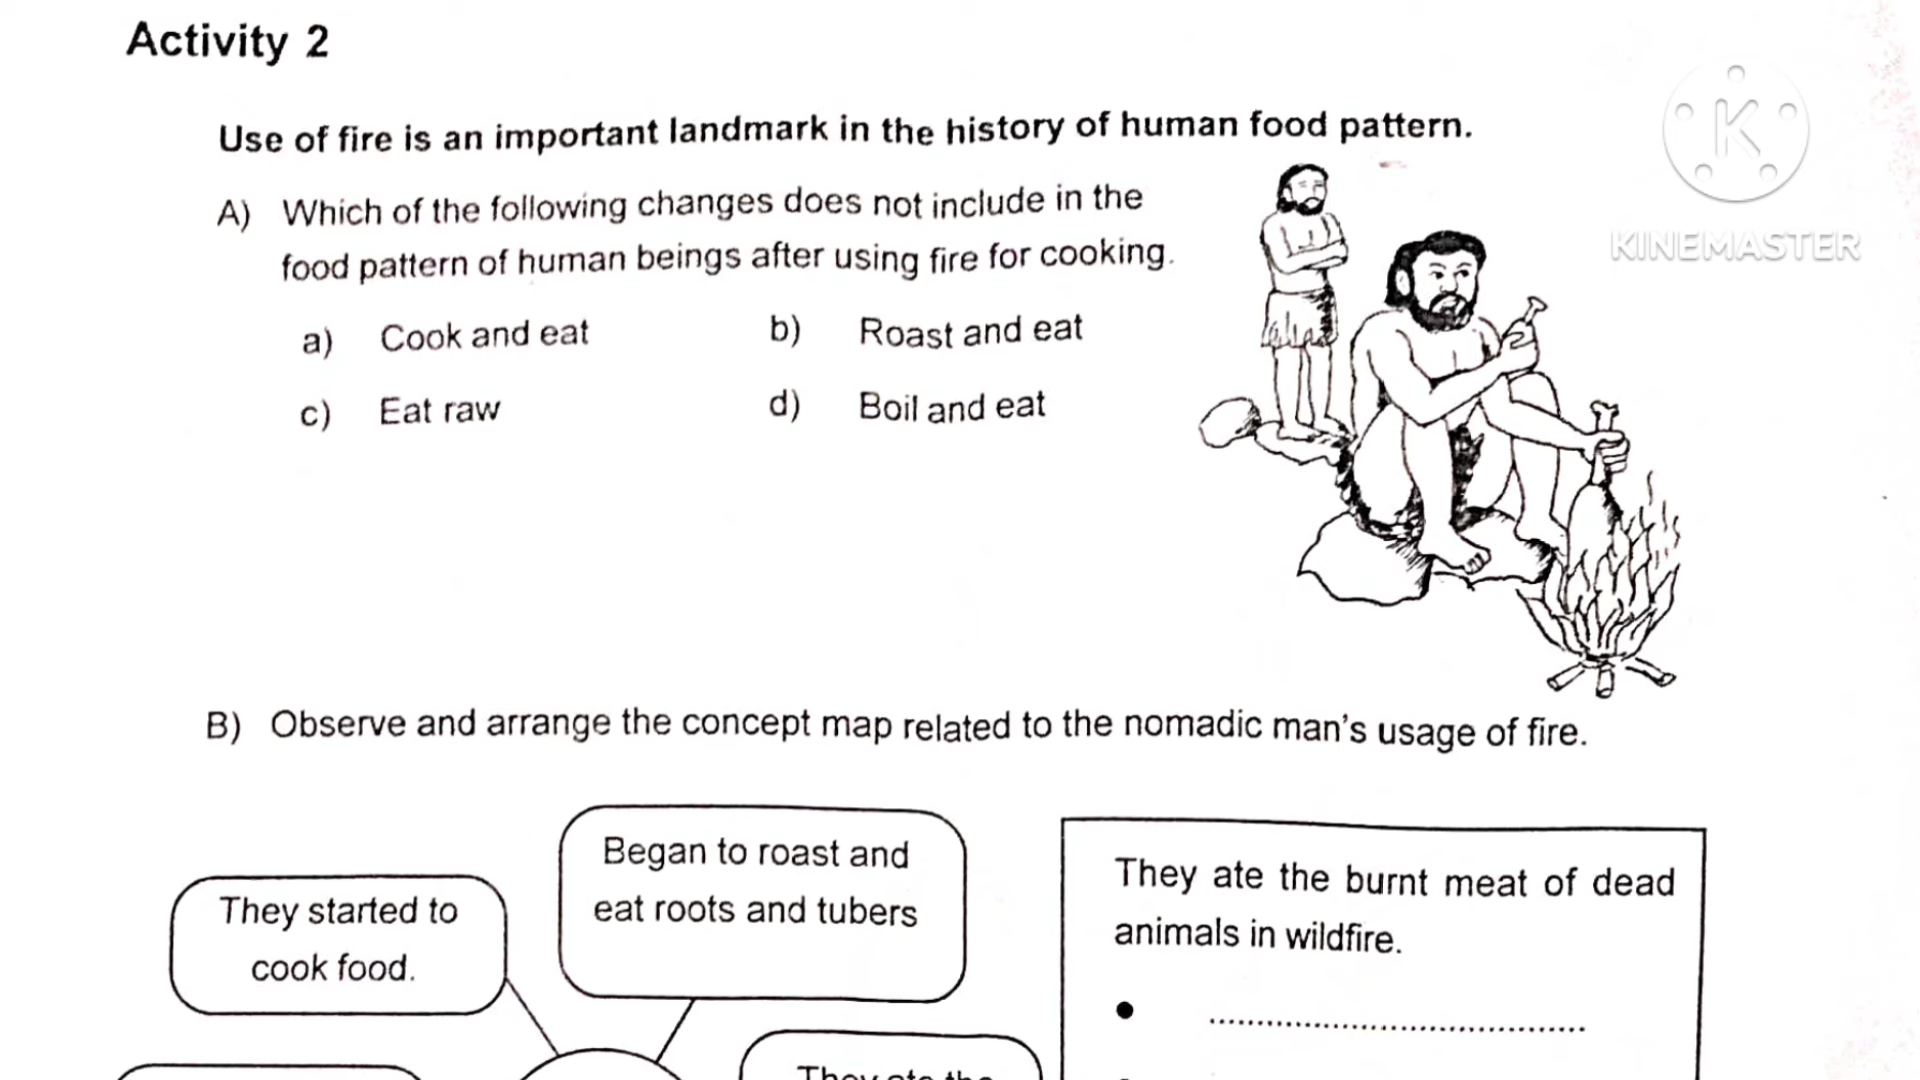 Activity 2
Use of fire is an important landmark in the history of human food pattern.
A) Which of the following changes does not include in the
food pattern of human beings after using fire for cooking.
a) Cook and eat b) Roast and eat
c) Eat raw d) Boil and eat
K
KINEMASTER
B) Observe and arrange the concept map related to the nomadic man's usage of fire.
They started to
cook food.
Began to roast and
eat roots and tubers
They ate the burnt meat of dead
animals in wildfire.
• ..........................................
They ate the